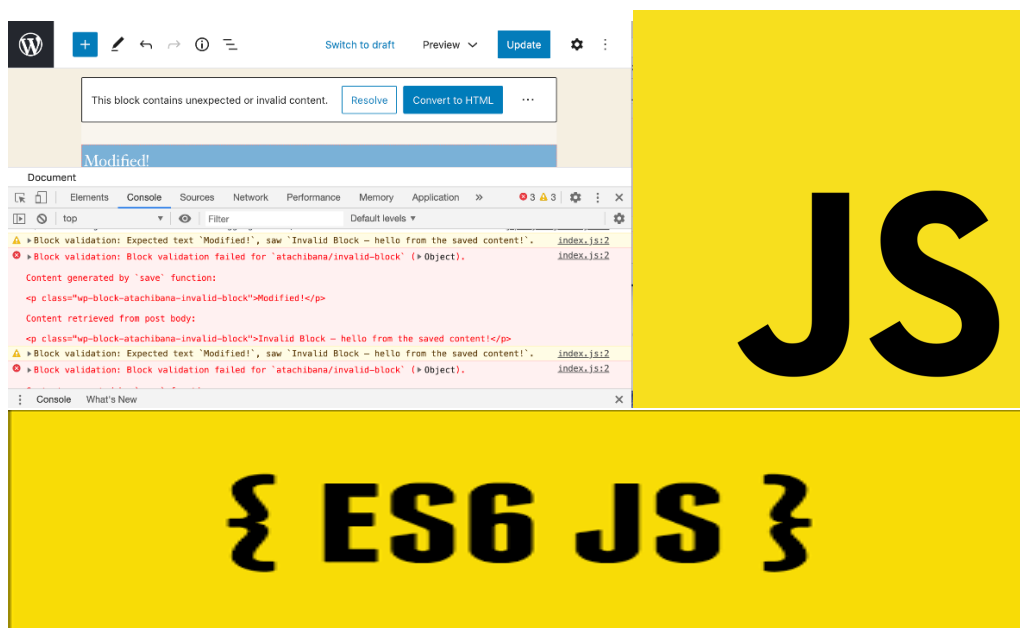 Switch to draft Preview Update
This block contains unexpected or invalid content. Resolve Convert to HTML ...
Modified!
Document
Elements Console Sources Network Performance Memory Application » 3 3
top Filter Default levels
Block validation: Expected text `Modified!`, saw `Invalid Block – hello from the saved content!`. index.js:2
Block validation: Block validation failed for `atachibana/invalid-block` (▸Object). index.js:2
Content generated by `save` function:
<p class="wp-block-atachibana-invalid-block">Modified!</p>
Content retrieved from post body:
<p class="wp-block-atachibana-invalid-block">Invalid Block – hello from the saved content!</p>
Block validation: Expected text `Modified!`, saw `Invalid Block – hello from the saved content!`. index.js:2
Block validation: Block validation failed for `atachibana/invalid-block` (▸Object). index.js:2
Console What's New
JS
{ ES6 JS }